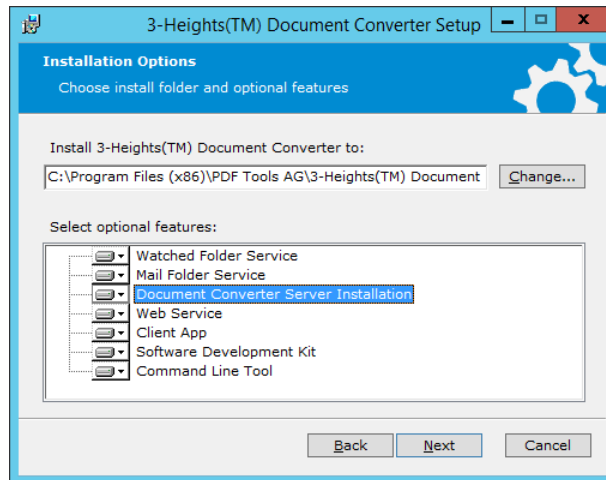 3-Heights(TM) Document Converter Setup
Installation Options
Choose install folder and optional features
Install 3-Heights(TM) Document Converter to:
C:\Program Files (x86)\PDF Tools AG\3-Heights(TM) Document
Change...
Select optional features:
Watched Folder Service
Mail Folder Service
Document Converter Server Installation
Web Service
Client App
Software Development Kit
Command Line Tool
Back Next Cancel